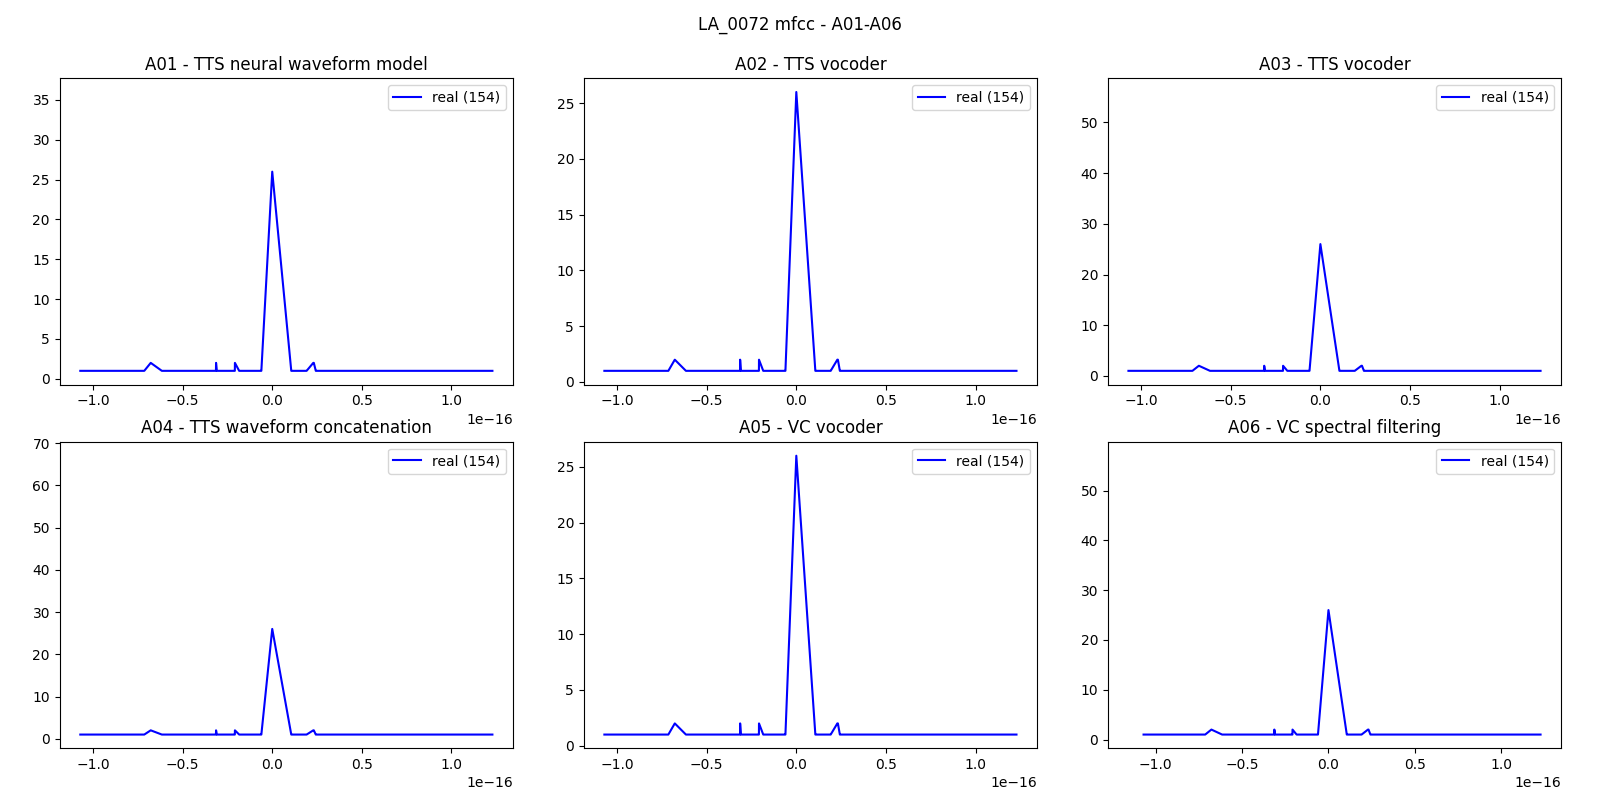 LA_0072 mfcc - A01-A06
A01 - TTS neural waveform model
A02 - TTS vocoder
A03 - TTS vocoder
real (154)
real (154)
real (154)
35
30
25
20
15
10
5
0
25
20
15
10
5
0
50
40
30
20
10
0
−1.0 −0.5 0.0 0.5 1.0
1e−16
−1.0 −0.5 0.0 0.5 1.0
1e−16
−1.0 −0.5 0.0 0.5 1.0
1e−16
A04 - TTS waveform concatenation
A05 - VC vocoder
A06 - VC spectral filtering
real (154)
real (154)
real (154)
70
60
50
40
30
20
10
0
25
20
15
10
5
0
50
40
30
20
10
0
−1.0 −0.5 0.0 0.5 1.0
1e−16
−1.0 −0.5 0.0 0.5 1.0
1e−16
−1.0 −0.5 0.0 0.5 1.0
1e−16